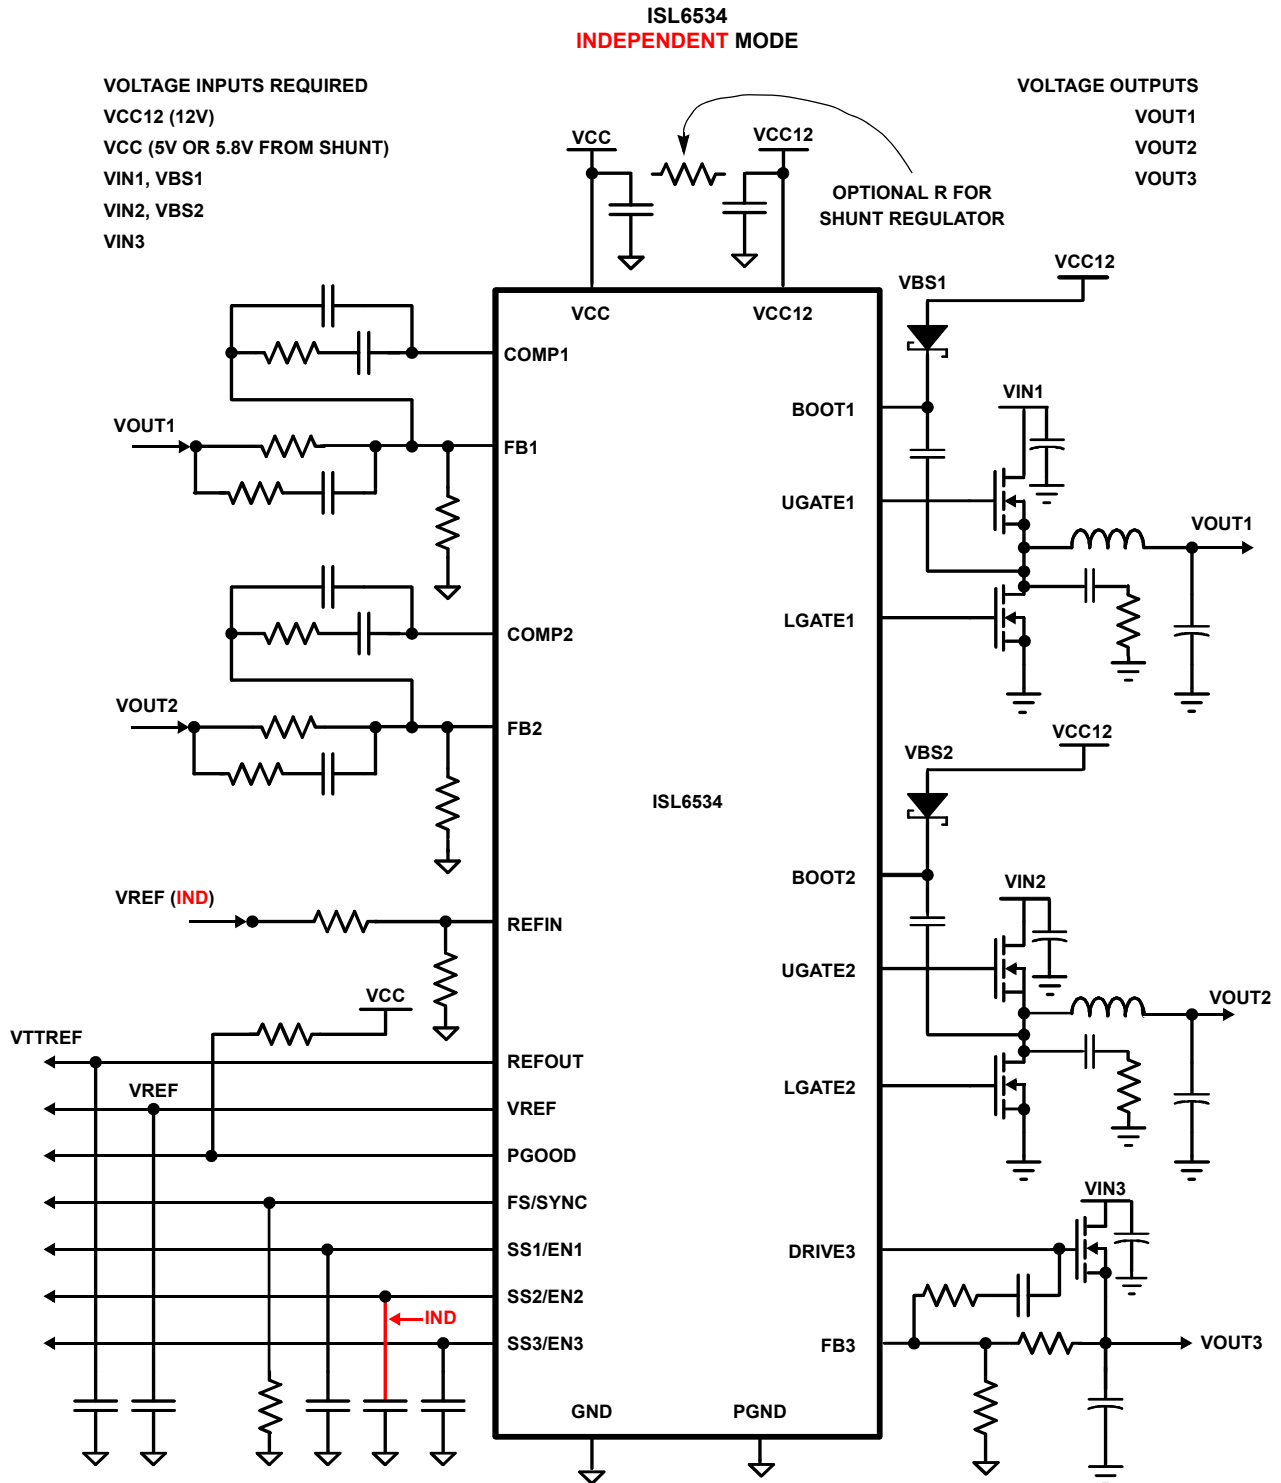 ISL6534
INDEPENDENT MODE
VOLTAGE INPUTS REQUIRED
VCC12 (12V)
VCC (5V OR 5.8V FROM SHUNT)
VIN1, VBS1
VIN2, VBS2
VIN3
VOLTAGE OUTPUTS
VOUT1
VOUT2
VOUT3
VCC
VCC12
OPTIONAL R FOR
SHUNT REGULATOR
VCC
VCC12
VBS1
VCC12
COMP1
BOOT1
VIN1
VOUT1
FB1
UGATE1
VOUT1
COMP2
LGATE1
VOUT2
FB2
VBS2
VCC12
ISL6534
BOOT2
VIN2
VREF (IND)
REFIN
UGATE2
VOUT2
VCC
VTTREF
REFOUT
LGATE2
VREF
VREF
PGOOD
FS/SYNC
VIN3
SS1/EN1
DRIVE3
SS2/EN2
IND
SS3/EN3
FB3
VOUT3
GND
PGND